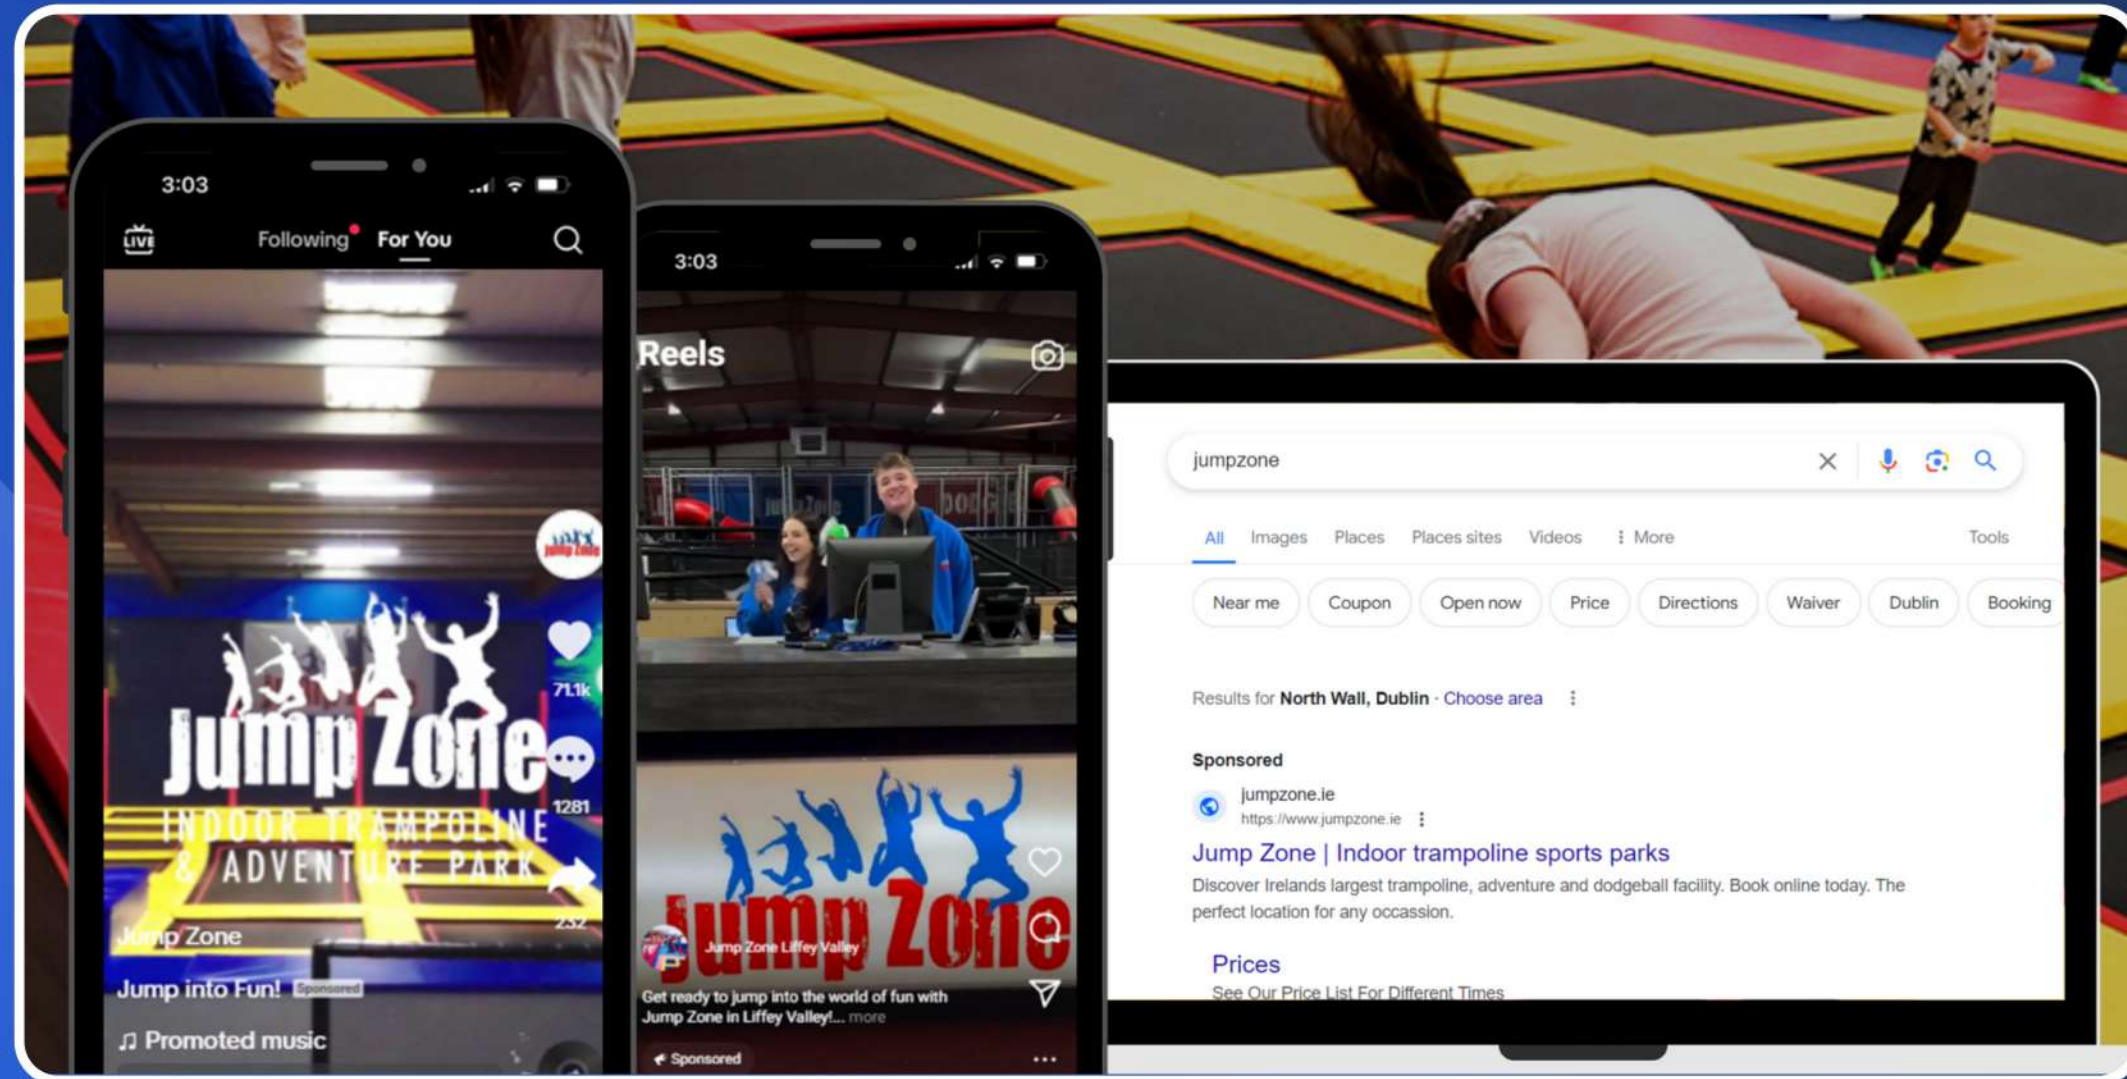 3:03
LIVE
Following For You
jump Zone
71.1k
jump Zone
1281
INDOOR TRAMPOLINE
& ADVENTURE PARK
232
Jump Zone
Jump into Fun! Sponsored
Promoted music
3:03
Reels
jump Zone
Jump Zone Liffey Valley
Get ready to jump into the world of fun with
Jump Zone in Liffey Valley!... more
Sponsored
jumpzone
All Images Places Places sites Videos More Tools
Near me Coupon Open now Price Directions Waiver Dublin Booking
Results for North Wall, Dublin · Choose area
Sponsored
jumpzone.ie
https://www.jumpzone.ie
Jump Zone | Indoor trampoline sports parks
Discover Irelands largest trampoline, adventure and dodgeball facility. Book online today. The
perfect location for any occassion.
Prices
See Our Price List For Different Times